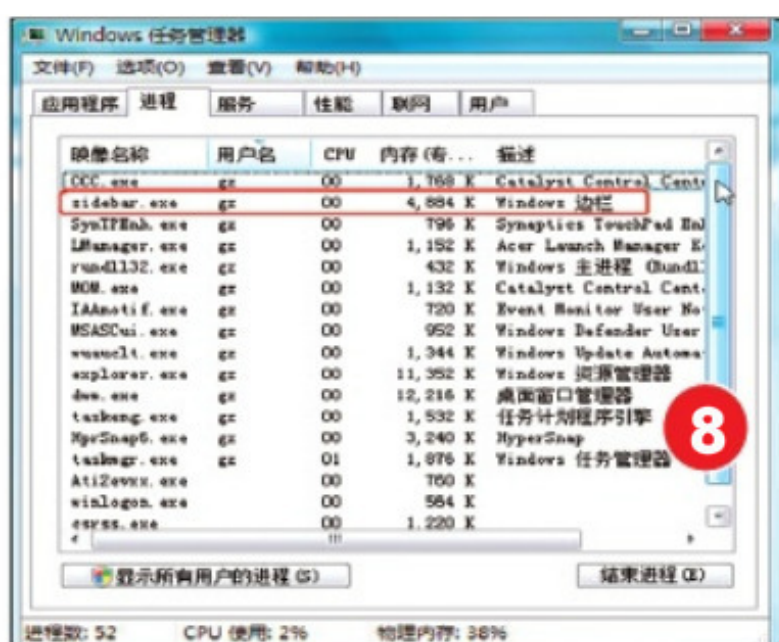 Windows 任务管理器
文件(F) 选项(O) 查看(V) 帮助(H)
应用程序 进程 服务 性能 联网 用户
映像名称 用户名 CPU 内存(专... 描述
CCC.exe gz 00 1,768 K Catalyst Control Cent
sidebar.exe gz 00 4,884 K Windows 边栏
SynTPEnh.exe gz 00 796 K Synaptics TouchPad Enh
LManager.exe gz 00 1,152 K Acer Launch Manager K
rundll32.exe gz 00 432 K Windows 主进程 (Rundl
MOM.exe gz 00 1,132 K Catalyst Control Cent
IAAnotif.exe gz 00 720 K Event Monitor User No
MSASCui.exe gz 00 952 K Windows Defender User
wuauclt.exe gz 00 1,344 K Windows Update Automa
explorer.exe gz 00 11,352 K Windows 资源管理器
dwm.exe gz 00 12,216 K 桌面窗口管理器
taskeng.exe gz 00 1,532 K 任务计划程序引擎
HprSnap6.exe gz 00 3,240 K HyperSnap
taskmgr.exe gz 01 1,876 K Windows 任务管理器
Ati2evxx.exe 00 760 K
winlogon.exe 00 564 K
csrss.exe 00 1,220 K
8
显示所有用户的进程(S) 结束进程(E)
进程数: 52 CPU 使用: 2% 物理内存: 38%